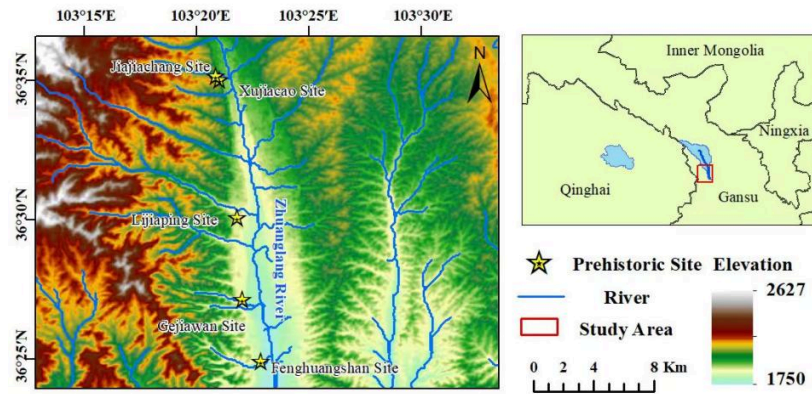 103°15′E 103°20′E 103°25′E 103°30′E
36°35′N
36°30′N
36°25′N
Jiajiachang Site
Xujiacao Site
Lijiaping Site
Zhuanglang River
Gejiawan Site
Fenghuangshan Site
N
Inner Mongolia
Ningxia
Qinghai
Gansu
Prehistoric Site
River
Study Area
0 2 4 8 Km
Elevation
2627
1750